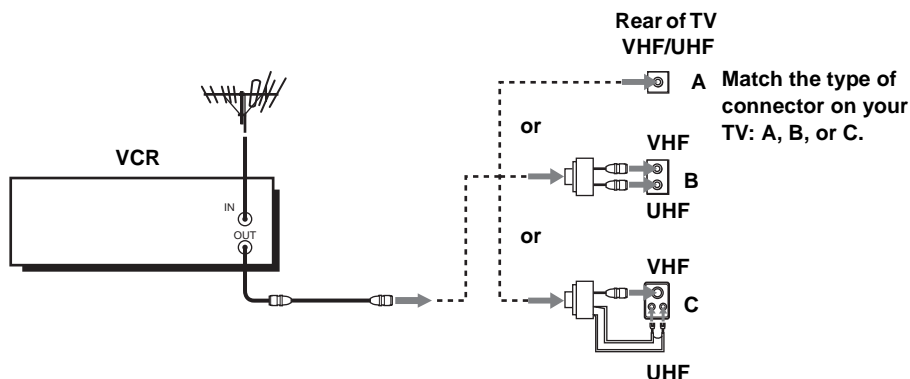 Rear of TV
VHF/UHF
A
Match the type of
connector on your
TV: A, B, or C.
or
VHF
VCR
B
IN
UHF
OUT
or
VHF
C
UHF